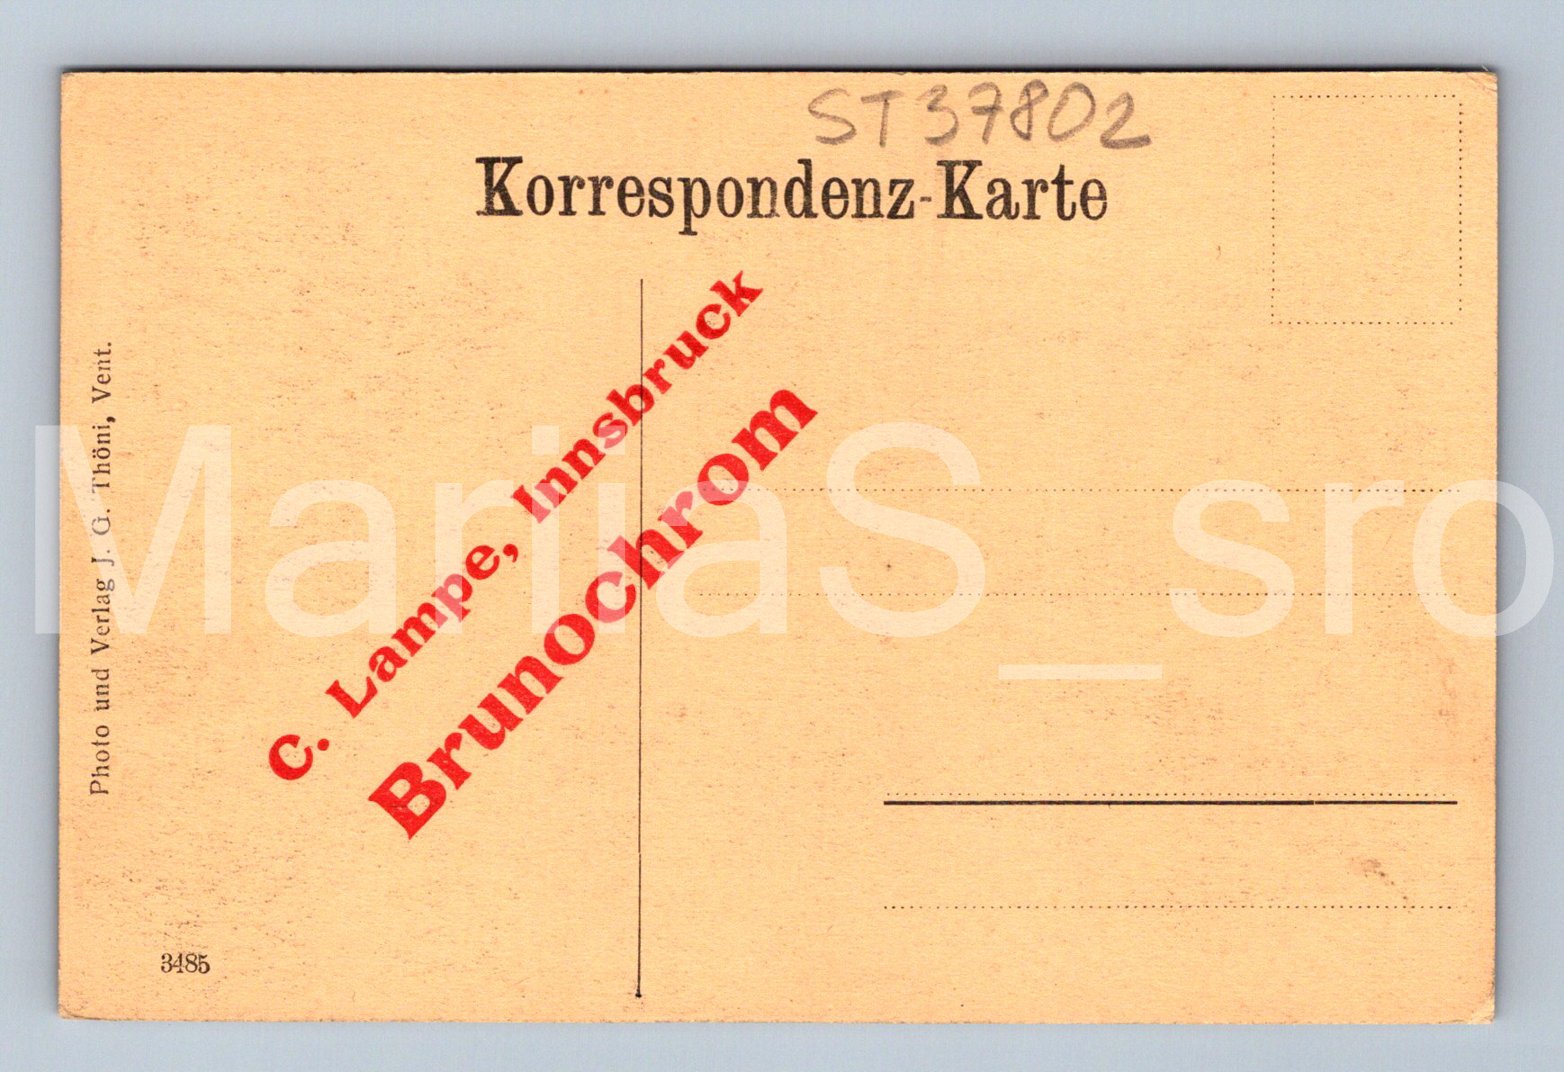 ST37802
Korrespondenz-Karte
C. Lampe, Innsbruck
Brunochrom
Photo und Verlag J. G. Thöni, Vent.
MariiaS_sro
3485